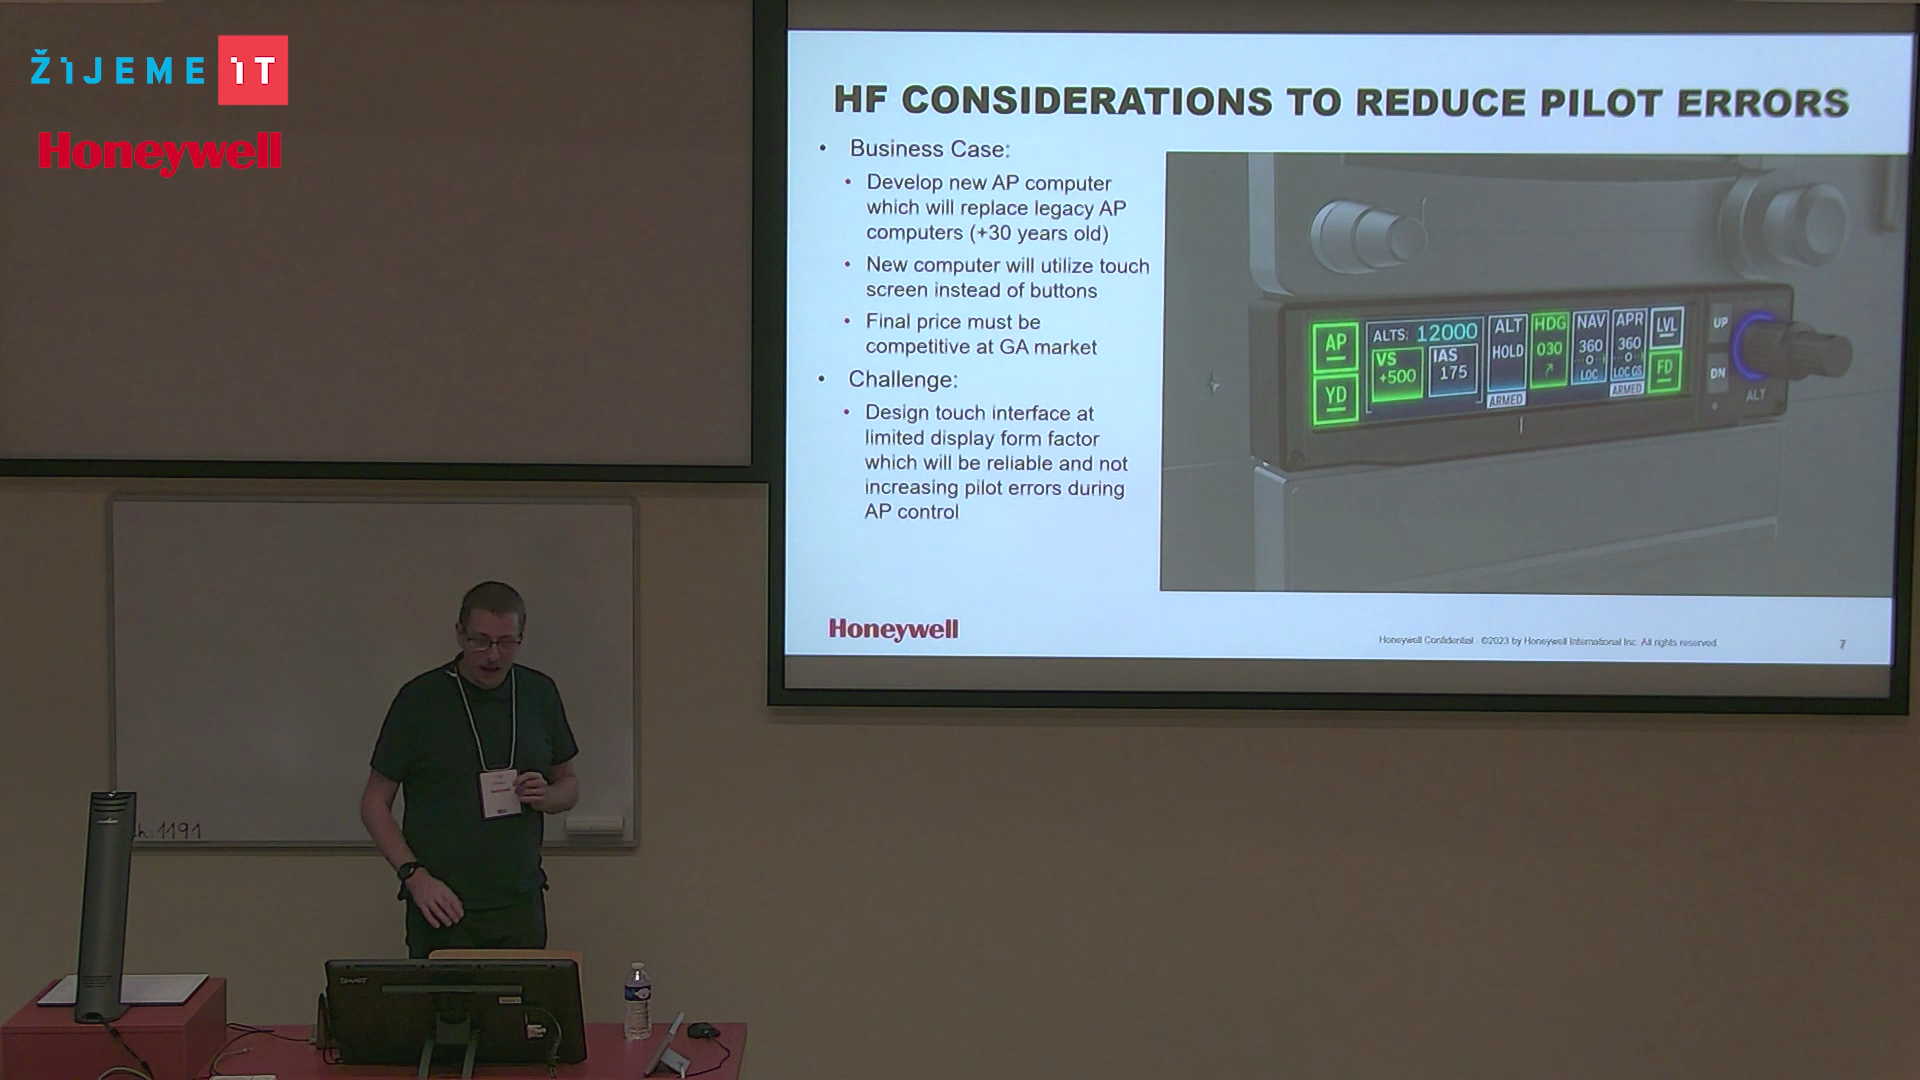 ŽIJEME IT
Honeywell
HF CONSIDERATIONS TO REDUCE PILOT ERRORS
• Business Case:
• Develop new AP computer
which will replace legacy AP
computers (+30 years old)
• New computer will utilize touch
screen instead of buttons
• Final price must be
competitive at GA market
• Challenge:
• Design touch interface at
limited display form factor
which will be reliable and not
increasing pilot errors during
AP control
AP
YD
ALTS: 12000
VS
+500
IAS
175
ALT
HOLD
ARMED
HDG
030
NAV
360
LOC
APR
360
LOC GS
ARMED
LVL
FD
UP
DN
ALT
Honeywell
Honeywell Confidential - ©2023 by Honeywell International Inc. All rights reserved.
7
h. 1191
SMART